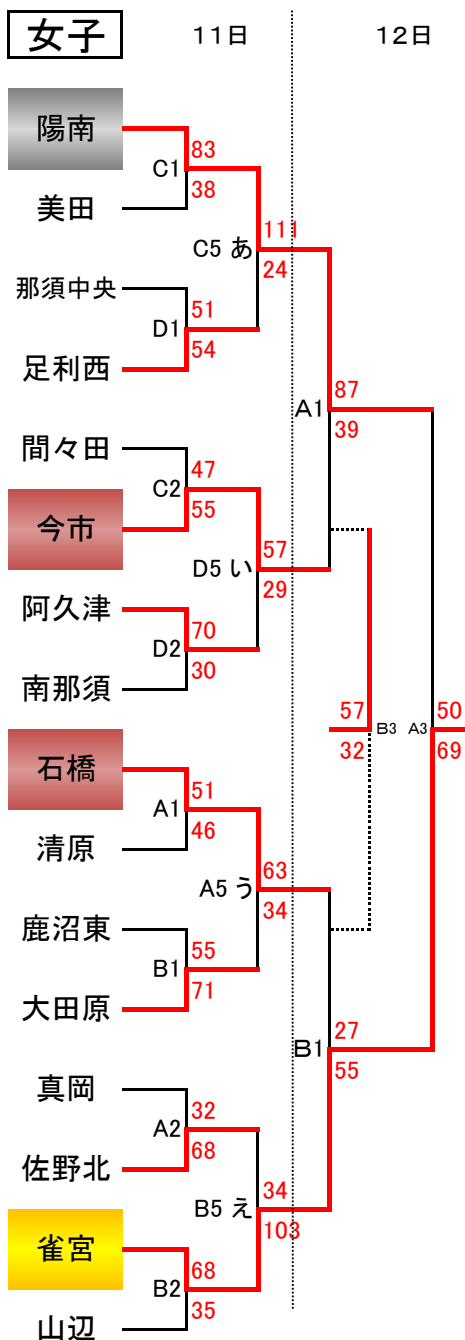 女子 11日 12日
陽南
83
C1
38
美田
111
C5 あ
24
那須中央
51
D1
54
足利西
87
A1
39
間々田
47
C2
55
今市
57
D5 い
29
阿久津
70
D2
30
南那須
57 50
B3 A3
32 69
石橋
51
A1
46
清原
63
A5 う
34
鹿沼東
55
B1
71
大田原
27
B1
55
真岡
32
A2
68
佐野北
34
B5 え
103
雀宮
68
B2
35
山辺